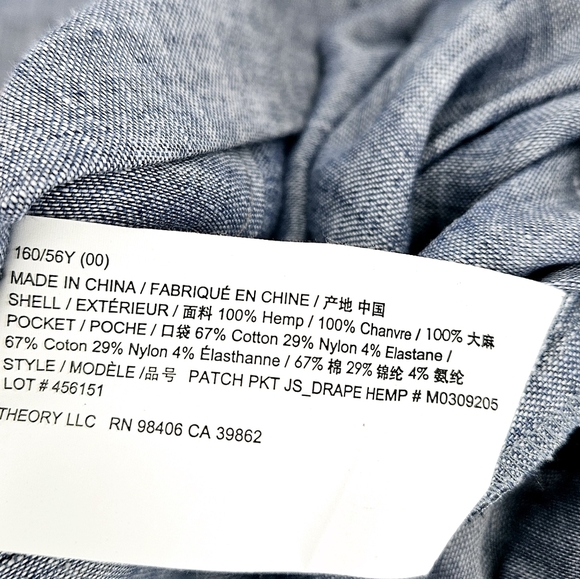 160/56Y (00)
MADE IN CHINA / FABRIQUÉ EN CHINE / 产地 中国
SHELL / EXTÉRIEUR / 面料 100% Hemp / 100% Chanvre / 100% 大麻
POCKET / POCHE / 口袋 67% Cotton 29% Nylon 4% Elastane /
67% Coton 29% Nylon 4% Élasthanne / 67% 棉 29% 锦纶 4% 氨纶
STYLE / MODÈLE /品号 PATCH PKT JS_DRAPE HEMP # M0309205
LOT # 456151
THEORY LLC RN 98406 CA 39862